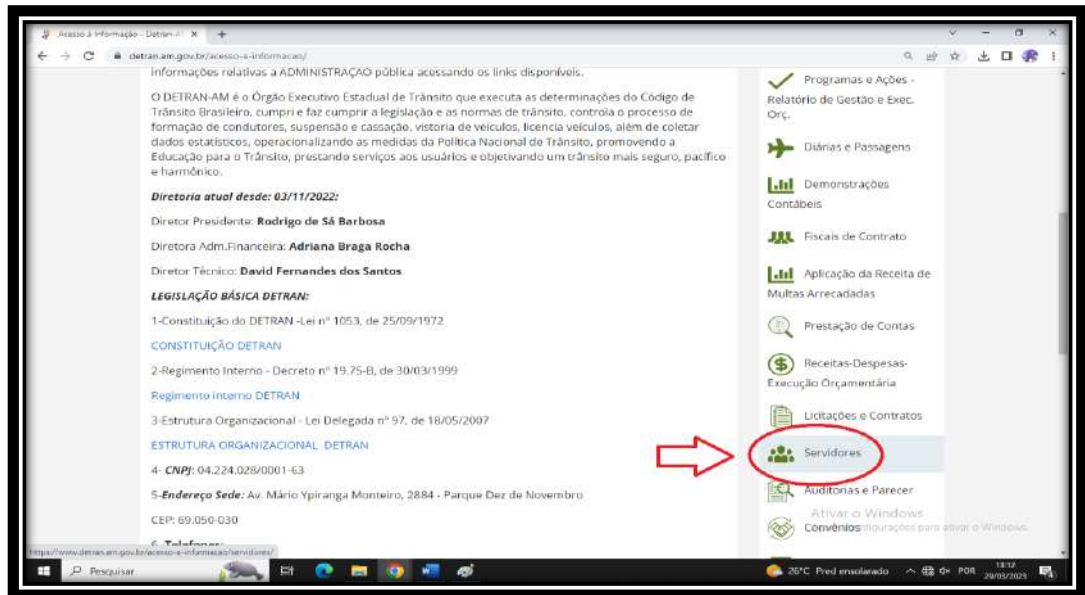 Acesso à Informação - Detran-A
detran.am.gov.br/acesso-a-informacao/
informações relativas a ADMINISTRAÇÃO pública acessando os links disponíveis.
O DETRAN-AM é o Órgão Executivo Estadual de Trânsito que executa as determinações do Código de
Trânsito Brasileiro, cumpri e faz cumprir a legislação e as normas de trânsito, controla o processo de
formação de condutores, suspensão e cassação, vistoria de veículos, licencia veículos, além de coletar
dados estatísticos, operacionalizando as medidas da Política Nacional de Trânsito, promovendo a
Educação para o Trânsito, prestando serviços aos usuários e objetivando um trânsito mais seguro, pacífico
e harmônico.
Diretoria atual desde: 03/11/2022:
Diretor Presidente: Rodrigo de Sá Barbosa
Diretora Adm.Financeira: Adriana Braga Rocha
Diretor Técnico: David Fernandes dos Santos
LEGISLAÇÃO BÁSICA DETRAN:
1-Constituição do DETRAN -Lei nº 1053, de 25/09/1972
CONSTITUIÇÃO DETRAN
2-Regimento Interno - Decreto nº 19.75-B, de 30/03/1999
Regimento interno DETRAN
3-Estrutura Organizacional - Lei Delegada nº 97, de 18/05/2007
ESTRUTURA ORGANIZACIONAL DETRAN
4- CNPJ: 04.224.028/0001-63
5-Endereço Sede: Av. Mário Ypiranga Monteiro, 2884 - Parque Dez de Novembro
CEP: 69.050-030
6- Telefones:
Programas e Ações -
Relatório de Gestão e Exec.
Orç.
Diárias e Passagens
Demonstrações
Contábeis
Fiscais de Contrato
Aplicação da Receita de
Multas Arrecadadas
Prestação de Contas
Receitas-Despesas-
Execução Orçamentária
Licitações e Contratos
Servidores
Auditorias e Parecer
Ativar o Windows
Convênios
configurações para ativar o Windows.
https://www.detran.am.gov.br/acesso-a-informacao/servidores/
Pesquisar
26°C Pred ensolarado
POR
18:12
29/03/2023